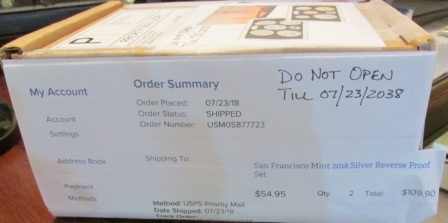 P
My Account
Order Summary
DO NOT OPEN
TILL 07/23/2038
Order Placed: 07/23/18
Account
Order Status: SHIPPED
Settings
Order Number: USM05877723
Address Book
Shipping To:
San Francisco Mint 2018 Silver Reverse Proof
Set
Payment
Methods
$54.95 Qty 2 Total: $109.90
Method: USPS Priority Mail
Date Shipped: 07/23/18
Track Order: